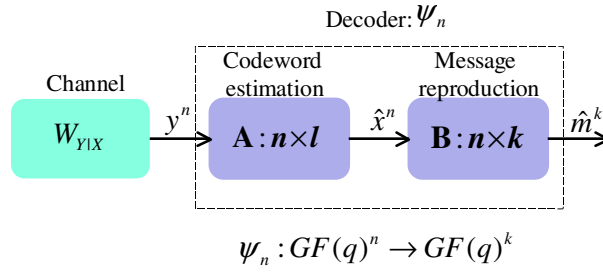 Decoder: ψ_n
Channel
Codeword estimation
Message reproduction
W_{Y|X}
y^n
A : n×l
x̂^n
B : n×k
m̂^k
ψ_n : GF(q)^n → GF(q)^k